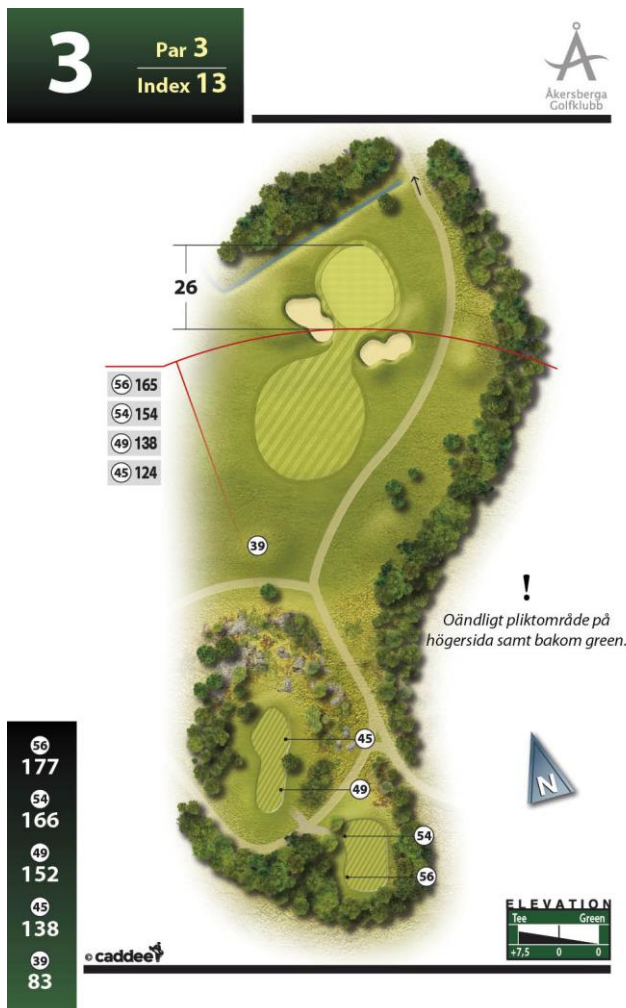 3
Par 3
Index 13
Åkersberga
Golfklubb
26
56 165
54 154
49 138
45 124
39
!
Oändligt pliktområde på
högersida samt bakom green.
45
49
54
56
N
56
177
54
166
49
152
45
138
39
83
© caddee
ELEVATION
Tee Green
+7,5 0 0